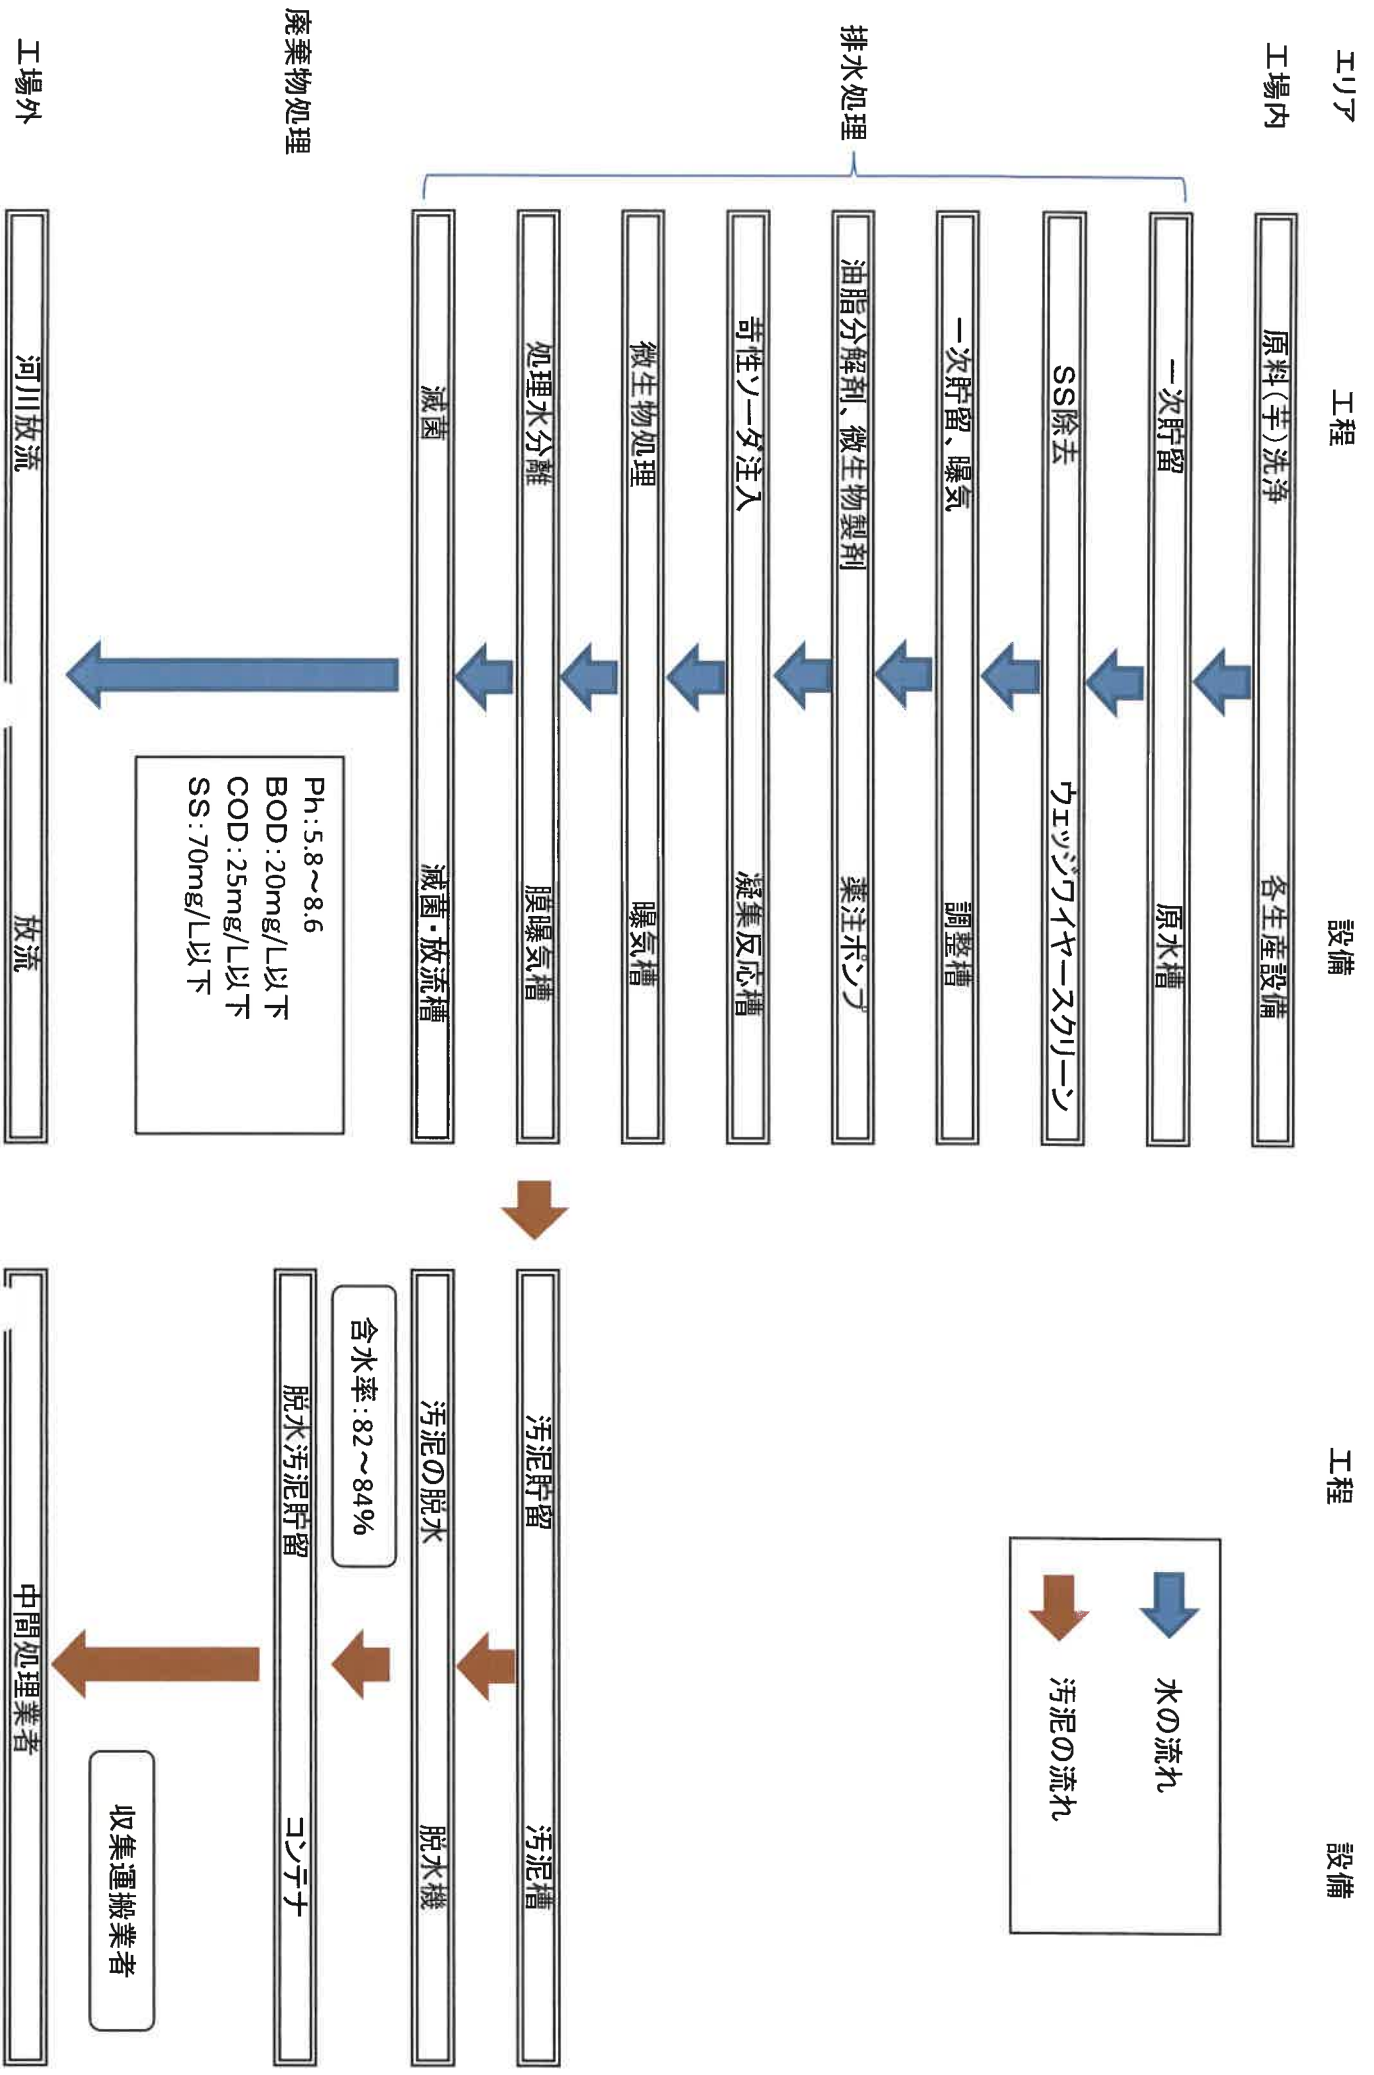 エリア 工程 設備 工程 設備
工場内 原料(芋)洗浄 各生産設備
排水処理
一次貯留 原水槽
水の流れ
SS除去 ウェッジワイヤースクリーン
汚泥の流れ
一次貯留、曝気 調整槽
油脂分解剤、微生物製剤 薬注ポンプ
苛性ソーダ注入 凝集反応槽
微生物処理 曝気槽
処理水分離 膜曝気槽 汚泥貯留 汚泥槽
滅菌 滅菌・放流槽 汚泥の脱水 脱水機
含水率:82〜84%
廃棄物処理 脱水汚泥貯留 コンテナ
Ph:5.8〜8.6
BOD:20mg/L以下
COD:25mg/L以下
SS:70mg/L以下
収集運搬業者
工場外 河川放流 放流 中間処理業者